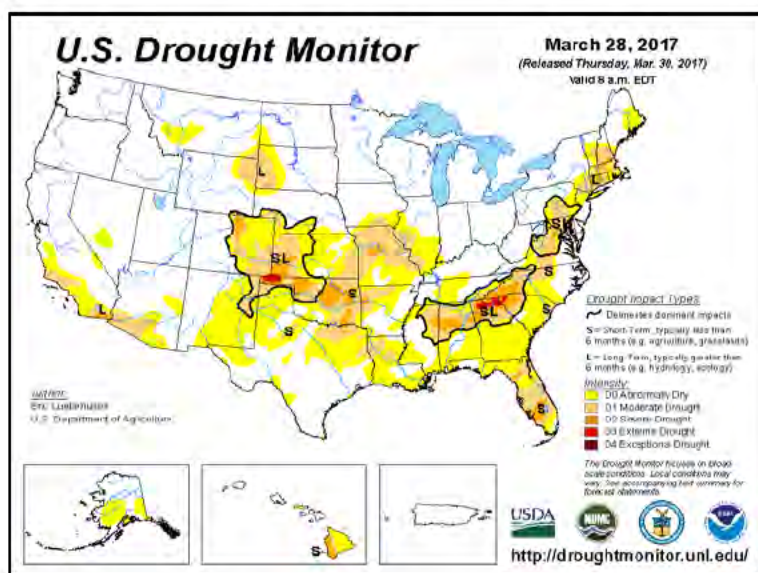 U.S. Drought Monitor
March 28, 2017
(Released Thursday, Mar. 30, 2017)
Valid 8 a.m. EDT
L
SL
S
S
L
L
SL
S
S
SL
S
Drought Impact Types:
Delineates dominant impacts
S = Short-Term, typically less than
6 months (e.g. agriculture, grasslands)
L = Long-Term, typically greater than
6 months (e.g. hydrology, ecology)
Intensity:
D0 Abnormally Dry
D1 Moderate Drought
D2 Severe Drought
D3 Extreme Drought
D4 Exceptional Drought
Author:
Eric Luebehusen
U.S. Department of Agriculture
The Drought Monitor focuses on broad-
scale conditions. Local conditions may
vary. See accompanying text summary for
forecast statements.
S
USDA
NDMC
NOAA
http://droughtmonitor.unl.edu/